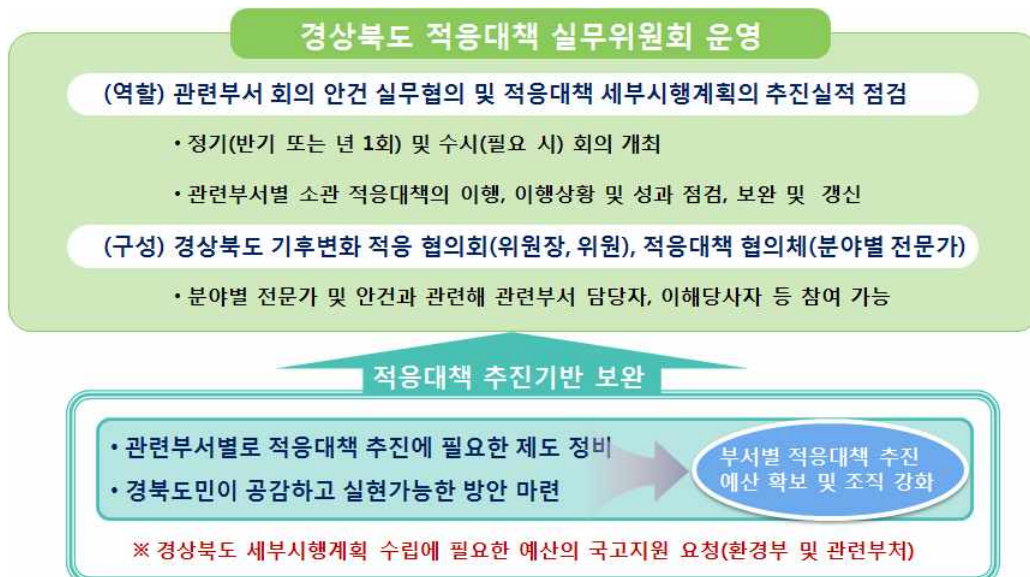 경상북도 적응대책 실무위원회 운영
(역할) 관련부서 회의 안건 실무협의 및 적응대책 세부시행계획의 추진실적 점검
• 정기(반기 또는 년 1회) 및 수시(필요 시) 회의 개최
• 관련부서별 소관 적응대책의 이행, 이행상황 및 성과 점검, 보완 및 갱신
(구성) 경상북도 기후변화 적응 협의회(위원장, 위원), 적응대책 협의체(분야별 전문가)
• 분야별 전문가 및 안건과 관련해 관련부서 담당자, 이해당사자 등 참여 가능
적응대책 추진기반 보완
• 관련부서별로 적응대책 추진에 필요한 제도 정비
• 경북도민이 공감하고 실현가능한 방안 마련
부서별 적응대책 추진
예산 확보 및 조직 강화
※ 경상북도 세부시행계획 수립에 필요한 예산의 국고지원 요청(환경부 및 관련부처)